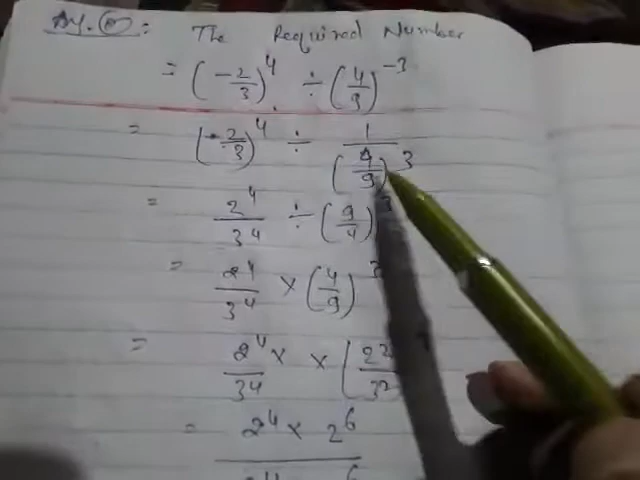 The Required Number
= (-2/3)^4 ÷ (4/9)^-3
= (-2/3)^4 ÷ 1/(4/9)^3
= 2^4/3^4 ÷ (9/4)^3
= 2^4/3^4 × (4/9)^3
= 2^4/3^4 × × (2^2/3^2
= 2^4 × 2^6